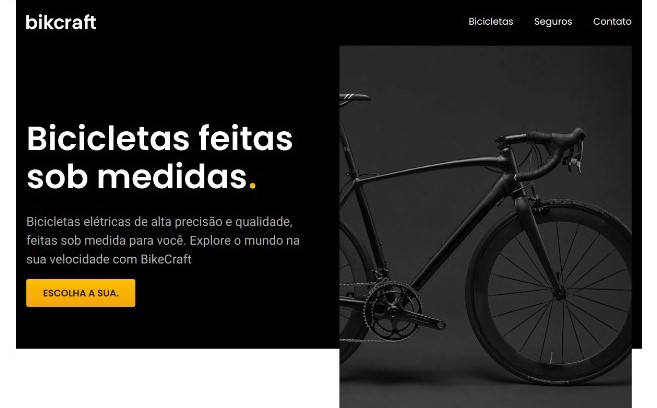 bikcraft
Bicicletas
Seguros
Contato
Bicicletas feitas
sob medidas.
Bicicletas elétricas de alta precisão e qualidade,
feitas sob medida para você. Explore o mundo na
sua velocidade com BikeCraft
ESCOLHA A SUA.